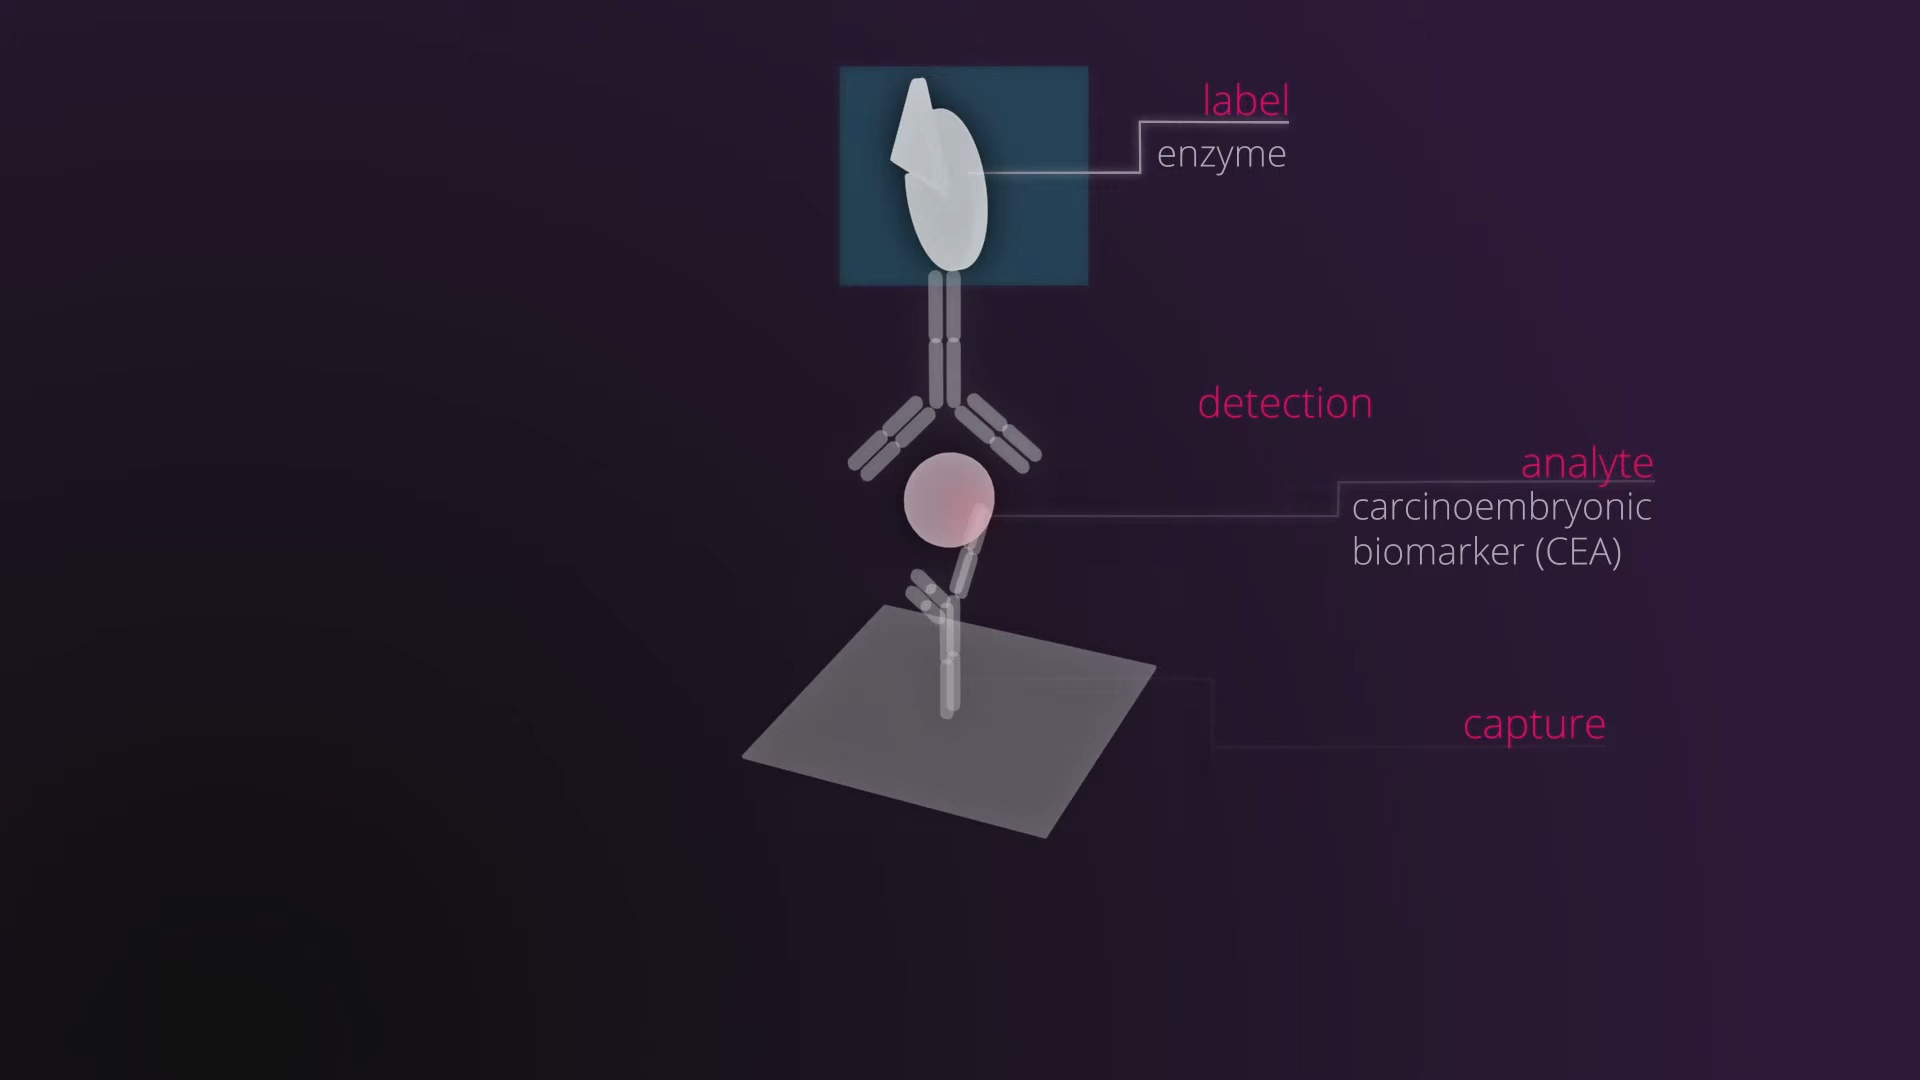 label
enzyme
detection
analyte
carcinoembryonic
biomarker (CEA)
capture